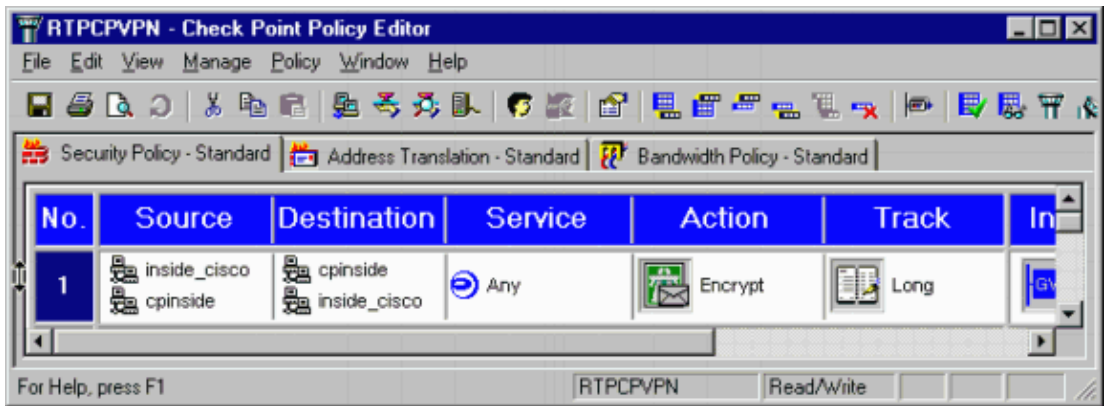 RTPCPVPN - Check Point Policy Editor
File Edit View Manage Policy Window Help
Security Policy - Standard Address Translation - Standard Bandwidth Policy - Standard
No. Source Destination Service Action Track In
1 inside_cisco cpinside Any Encrypt Long GV
cpinside inside_cisco
For Help, press F1 RTPCPVPN Read/Write